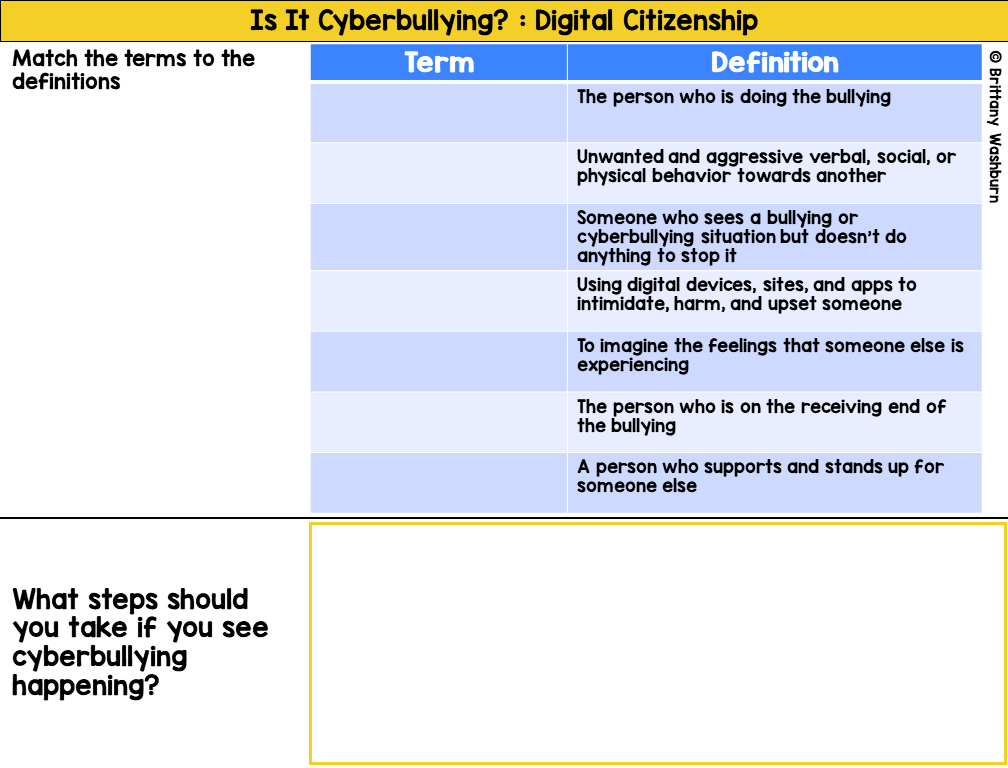 Is It Cyberbullying? : Digital Citizenship
Match the terms to the
definitions
Term
Definition
The person who is doing the bullying
Unwanted and aggressive verbal, social, or
physical behavior towards another
Someone who sees a bullying or
cyberbullying situation but doesn't do
anything to stop it
Using digital devices, sites, and apps to
intimidate, harm, and upset someone
To imagine the feelings that someone else is
experiencing
The person who is on the receiving end of
the bullying
A person who supports and stands up for
someone else
© Brittany Washburn
What steps should
you take if you see
cyberbullying
happening?